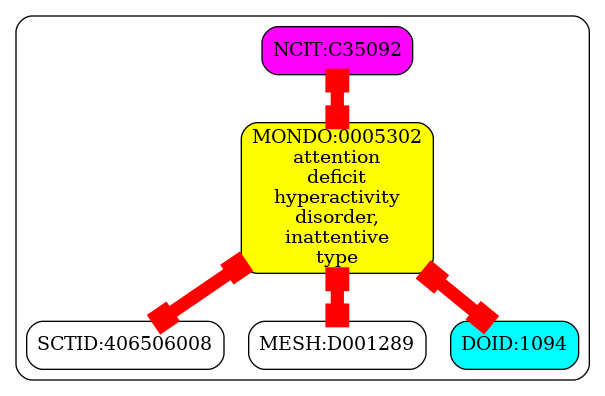 NCIT:C35092
MONDO:0005302
attention
deficit
hyperactivity
disorder,
inattentive
type
SCTID:406506008
MESH:D001289
DOID:1094